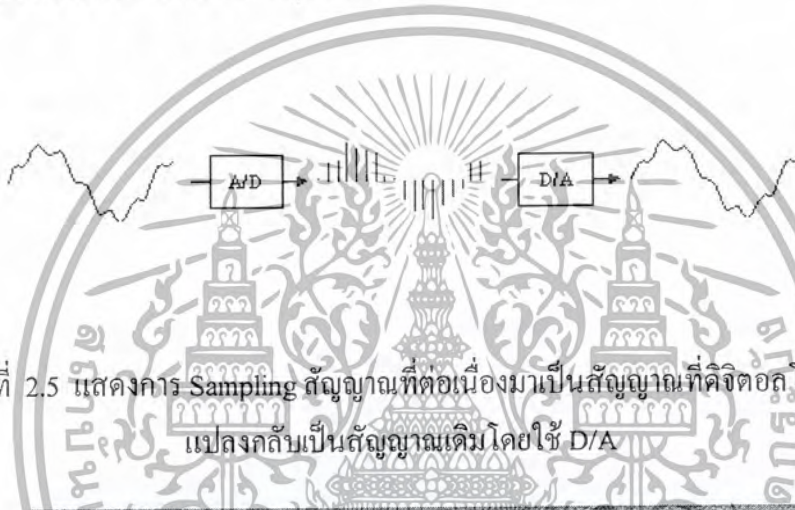 A/D D/A
ที่ 2.5 แสดงการ Sampling สัญญาณที่ต่อเนื่องมาเป็นสัญญาณที่ดิจิตอล
แปลงกลับเป็นสัญญาณเดิมโดยใช้ D/A